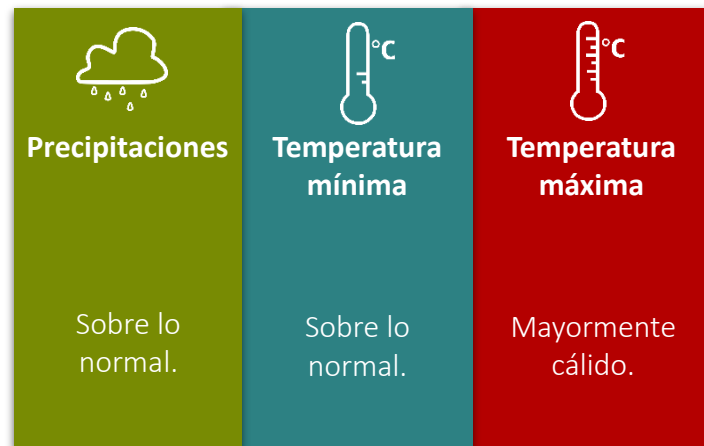 °C
°C
Precipitaciones
Temperatura
mínima
Temperatura
máxima
Sobre lo
normal.
Sobre lo
normal.
Mayormente
cálido.